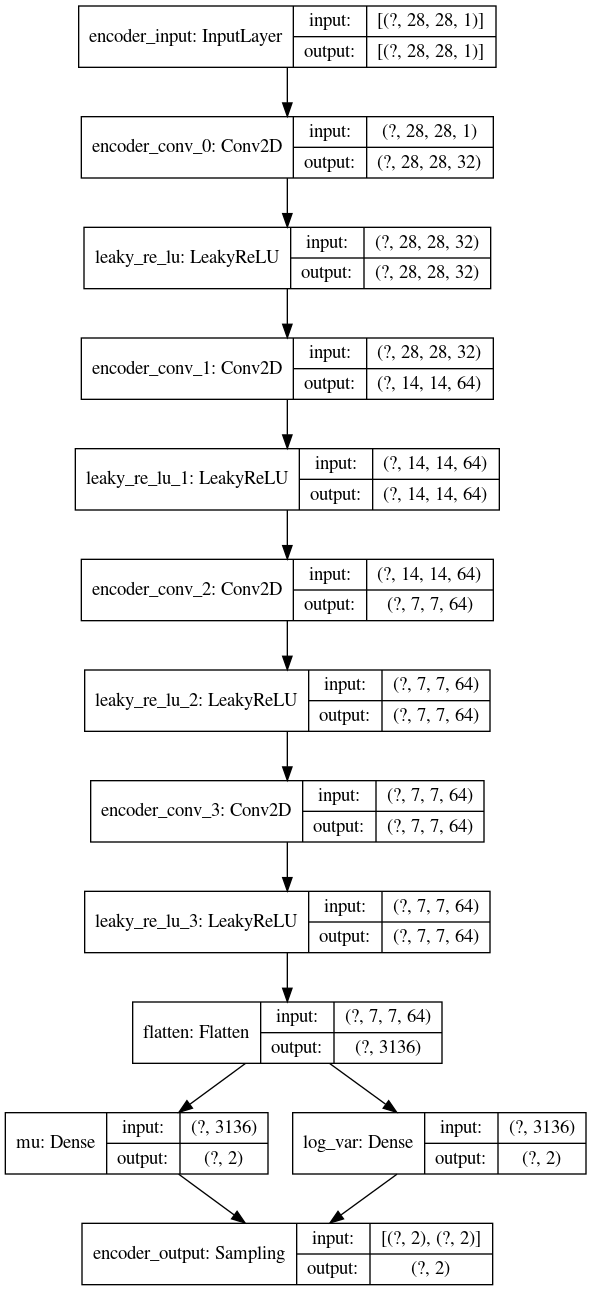 encoder_input: InputLayer
input:
[(?, 28, 28, 1)]
output:
[(?, 28, 28, 1)]
encoder_conv_0: Conv2D
input:
(?, 28, 28, 1)
output:
(?, 28, 28, 32)
leaky_re_lu: LeakyReLU
input:
(?, 28, 28, 32)
output:
(?, 28, 28, 32)
encoder_conv_1: Conv2D
input:
(?, 28, 28, 32)
output:
(?, 14, 14, 64)
leaky_re_lu_1: LeakyReLU
input:
(?, 14, 14, 64)
output:
(?, 14, 14, 64)
encoder_conv_2: Conv2D
input:
(?, 14, 14, 64)
output:
(?, 7, 7, 64)
leaky_re_lu_2: LeakyReLU
input:
(?, 7, 7, 64)
output:
(?, 7, 7, 64)
encoder_conv_3: Conv2D
input:
(?, 7, 7, 64)
output:
(?, 7, 7, 64)
leaky_re_lu_3: LeakyReLU
input:
(?, 7, 7, 64)
output:
(?, 7, 7, 64)
flatten: Flatten
input:
(?, 7, 7, 64)
output:
(?, 3136)
mu: Dense
input:
(?, 3136)
output:
(?, 2)
log_var: Dense
input:
(?, 3136)
output:
(?, 2)
encoder_output: Sampling
input:
[(?, 2), (?, 2)]
output:
(?, 2)